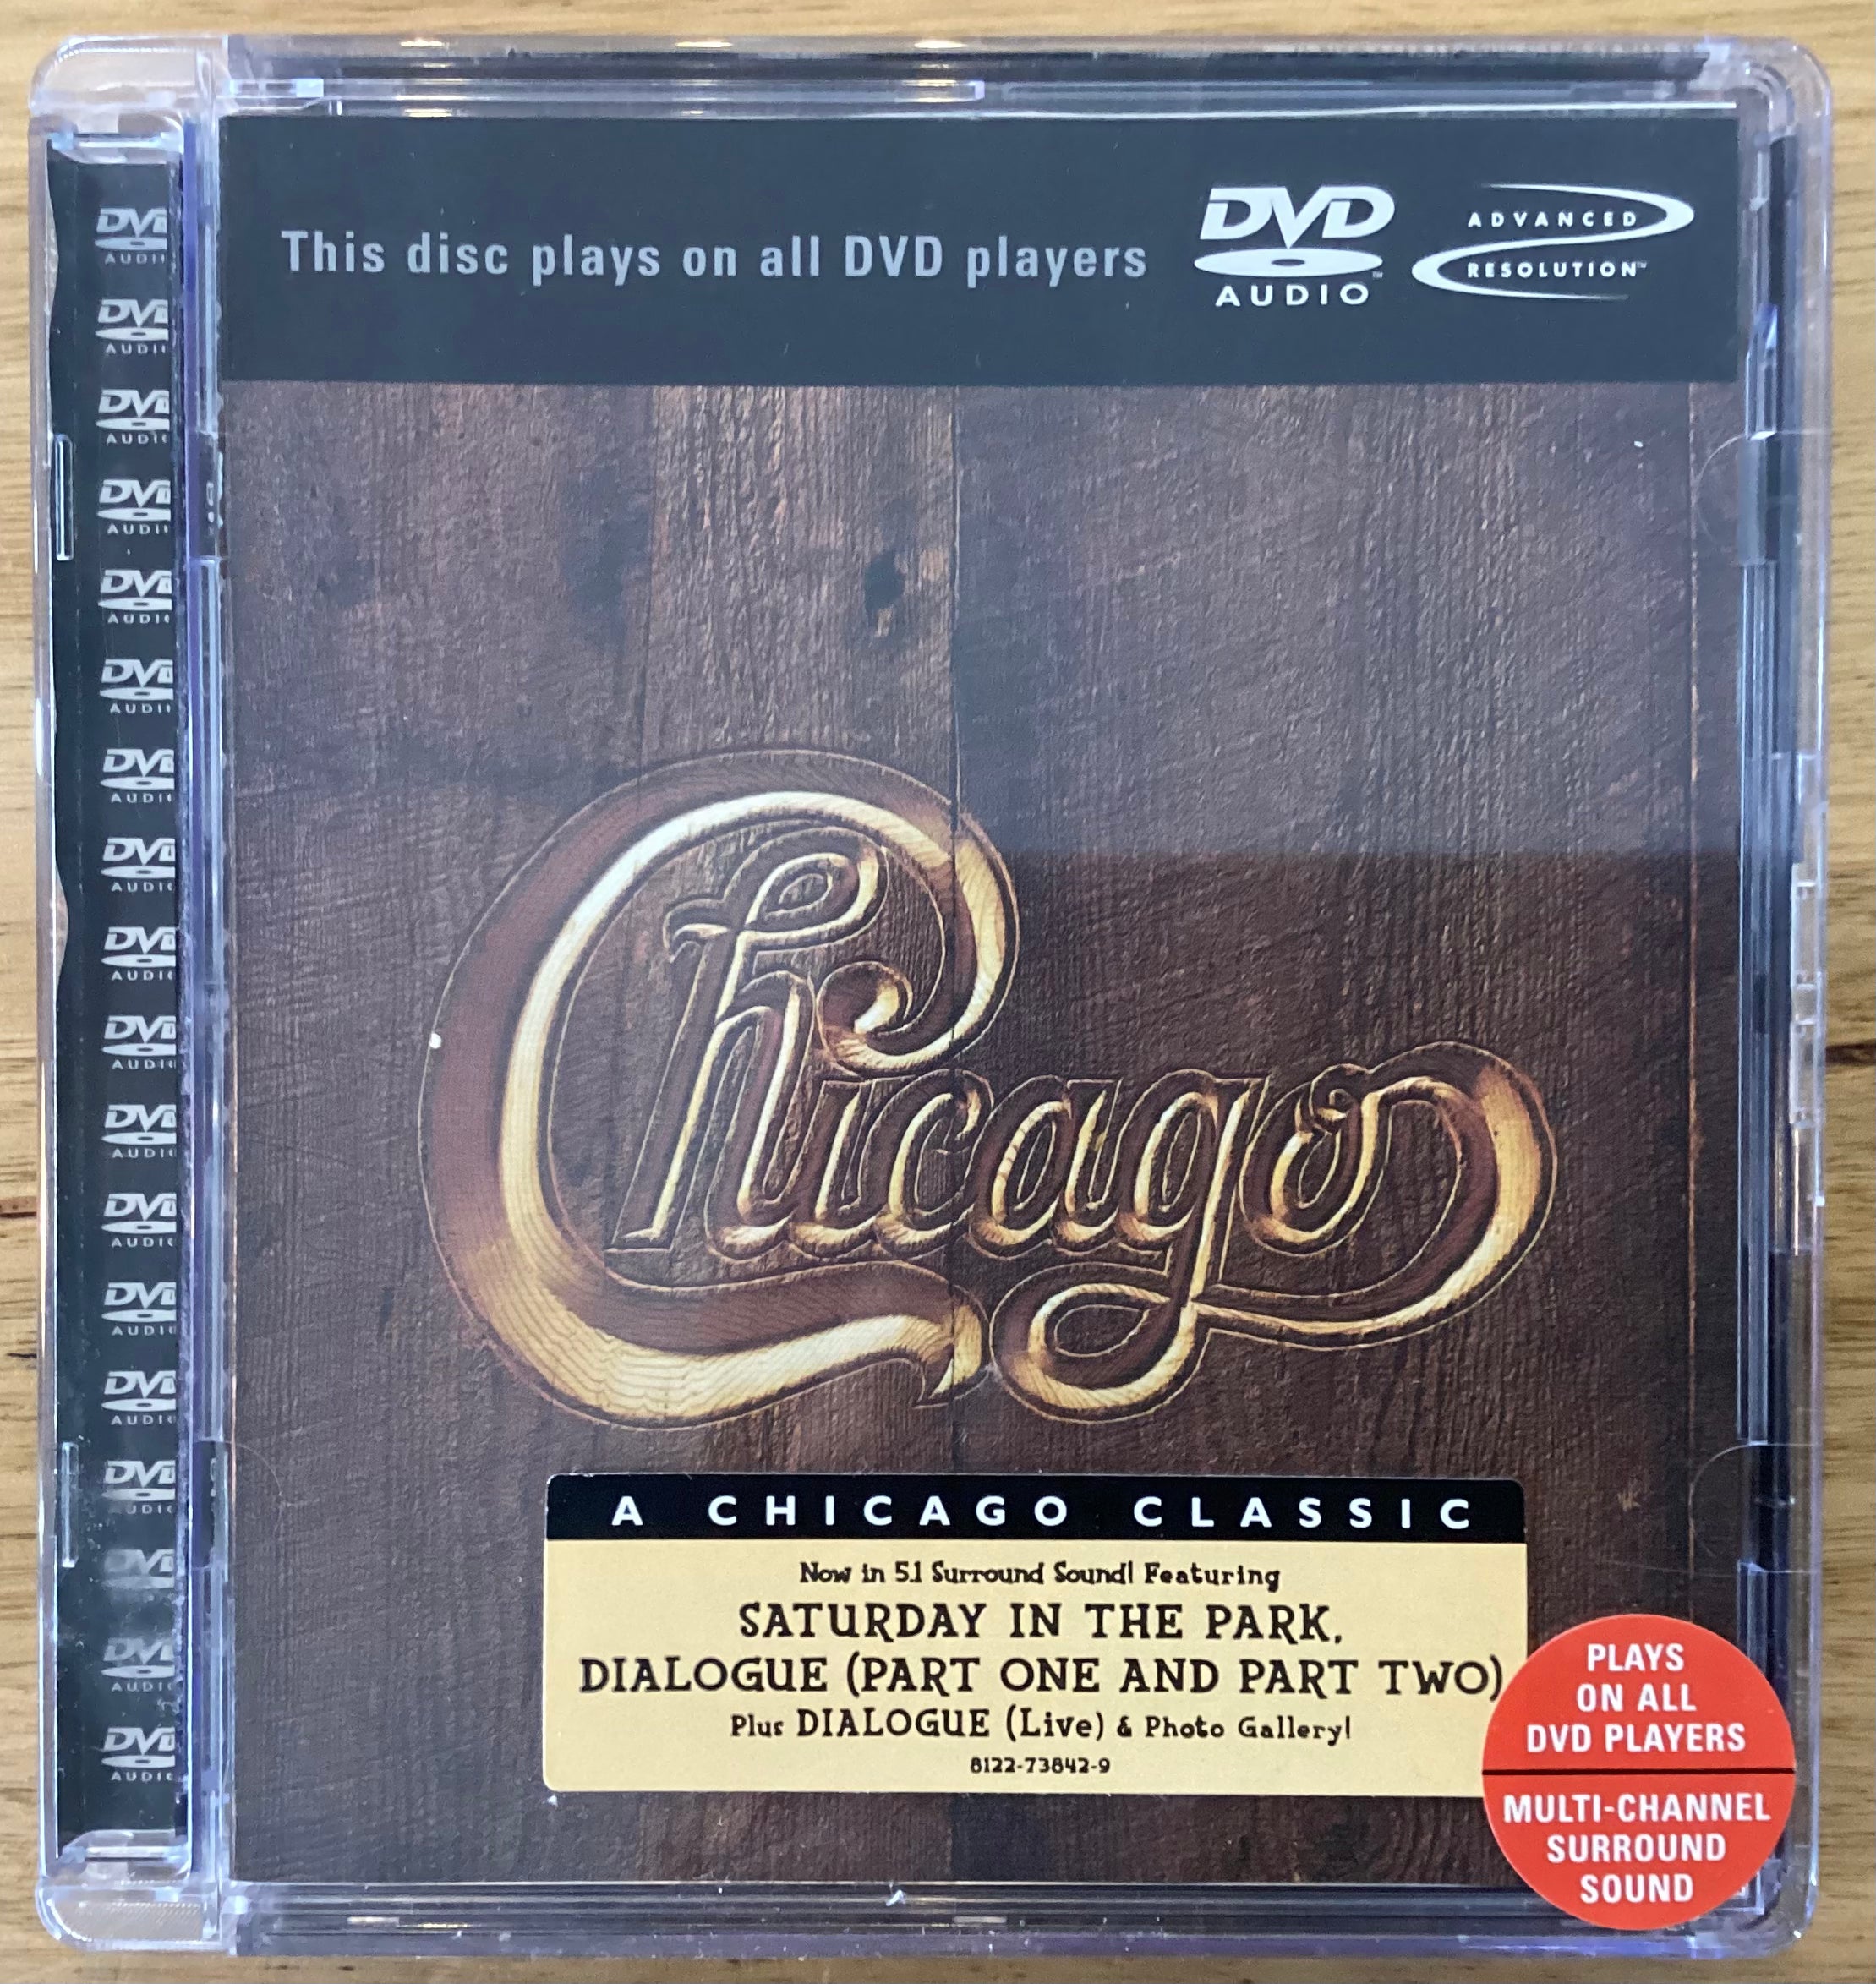 This disc plays on all DVD players
DVD™
AUDIO
ADVANCED
RESOLUTION™
Chicago
A CHICAGO CLASSIC
Now in 5.1 Surround Sound! Featuring
SATURDAY IN THE PARK,
DIALOGUE (PART ONE AND PART TWO)
Plus DIALOGUE (Live) & Photo Gallery!
8122-73842-9
PLAYS
ON ALL
DVD PLAYERS
MULTI-CHANNEL
SURROUND
SOUND